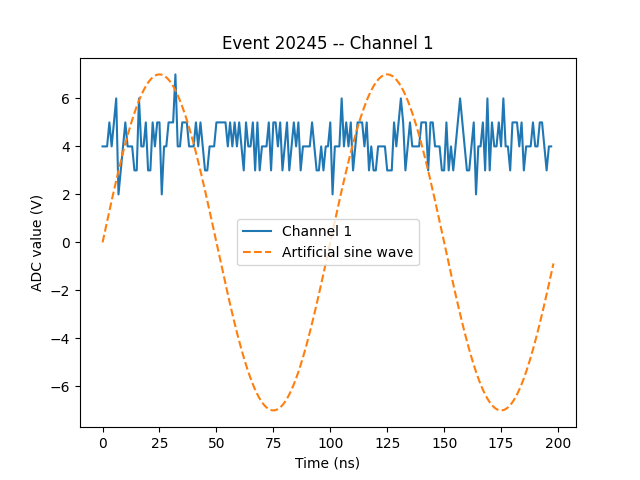 Event 20245 -- Channel 1
ADC value (V)
6
4
2
0
−2
−4
−6
Channel 1
Artificial sine wave
0 25 50 75 100 125 150 175 200
Time (ns)